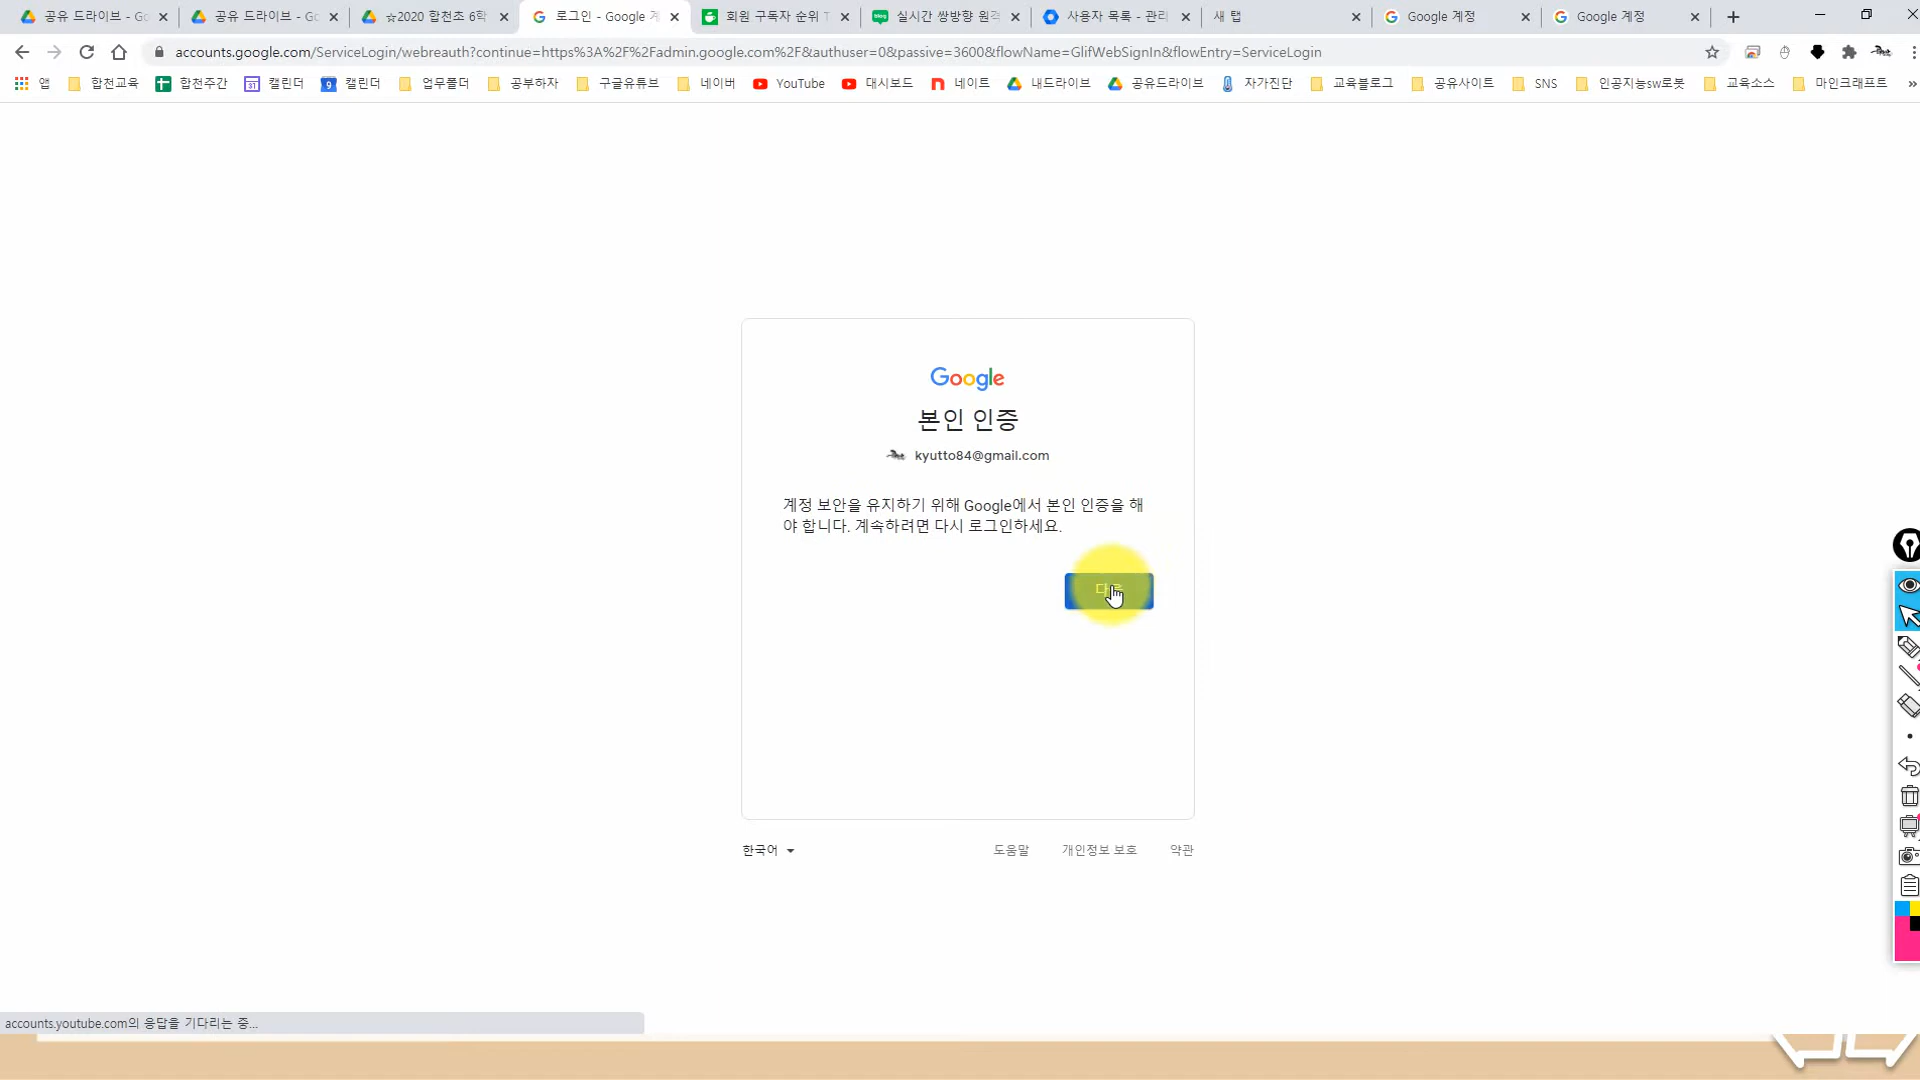 공유 드라이브 - Go
공유 드라이브 - Go
☆2020 합천초 6학
로그인 - Google 계
회원 구독자 순위 T
실시간 쌍방향 원격
사용자 목록 - 관리
새 탭
Google 계정
Google 계정
accounts.google.com/ServiceLogin/webreauth?continue=https%3A%2F%2Fadmin.google.com%2F&authuser=0&passive=3600&flowName=GlifWebSignIn&flowEntry=ServiceLogin
앱 합천교육 합천주간 캘린더 캘린더 업무폴더 공부하자 구글유튜브 네이버 YouTube 대시보드 네이트 내드라이브 공유드라이브 자가진단 교육블로그 공유사이트 SNS 인공지능sw로봇 교육소스 마인크래프트 »
Google
본인 인증
kyutto84@gmail.com
계정 보안을 유지하기 위해 Google에서 본인 인증을 해
야 합니다. 계속하려면 다시 로그인하세요.
한국어
도움말 개인정보 보호 약관
accounts.youtube.com의 응답을 기다리는 중...